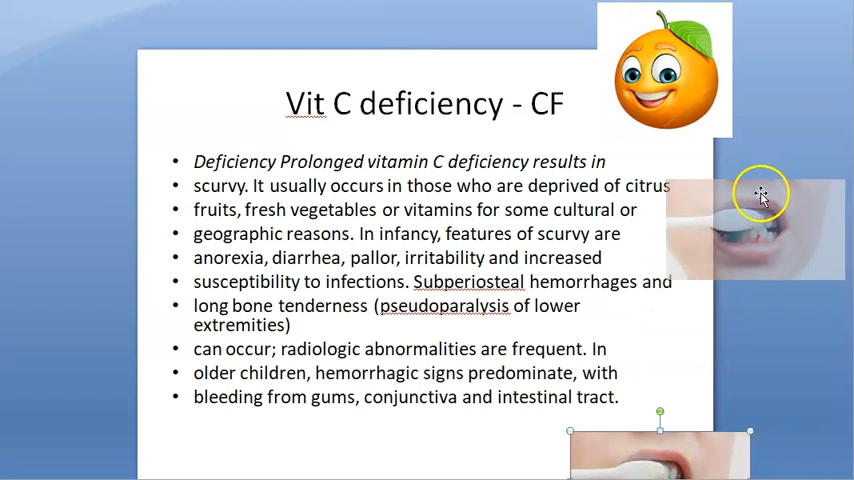 Vit C deficiency - CF
• Deficiency Prolonged vitamin C deficiency results in
• scurvy. It usually occurs in those who are deprived of citrus
• fruits, fresh vegetables or vitamins for some cultural or
• geographic reasons. In infancy, features of scurvy are
• anorexia, diarrhea, pallor, irritability and increased
• susceptibility to infections. Subperiosteal hemorrhages and
• long bone tenderness (pseudoparalysis of lower
extremities)
• can occur; radiologic abnormalities are frequent. In
• older children, hemorrhagic signs predominate, with
• bleeding from gums, conjunctiva and intestinal tract.